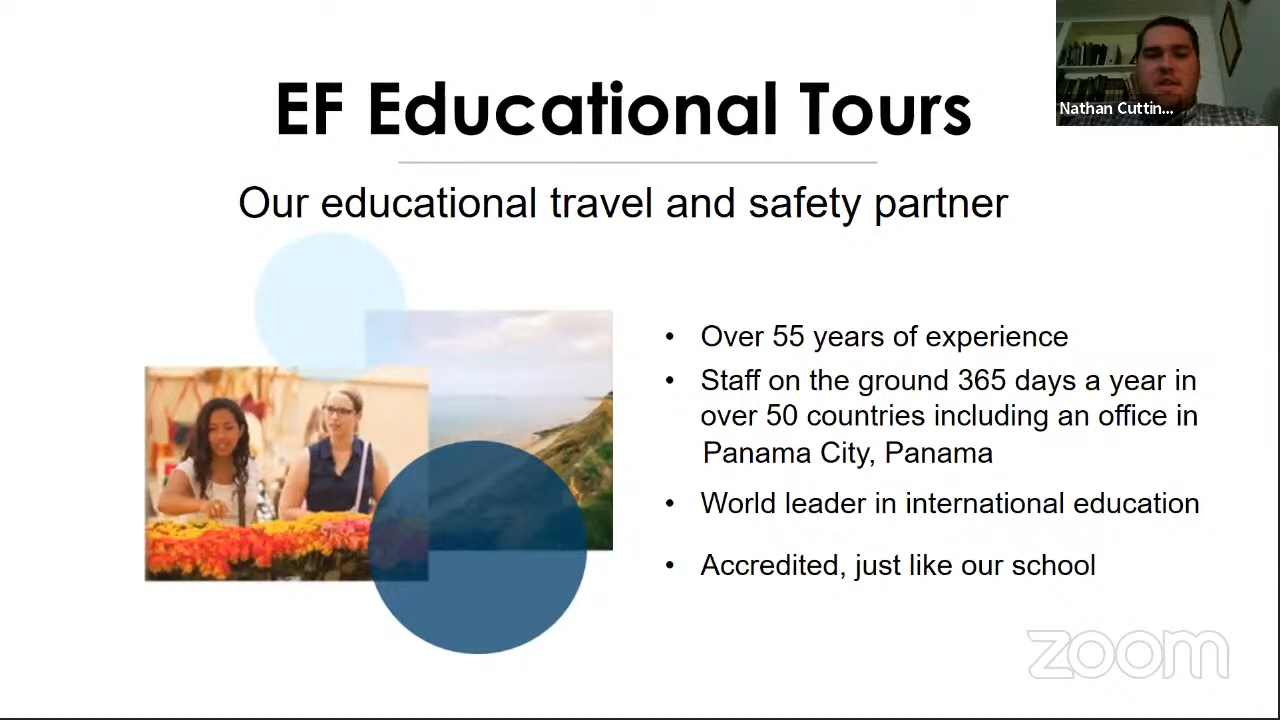 EF Educational Tours
Nathan Cuttin...
Our educational travel and safety partner
• Over 55 years of experience
• Staff on the ground 365 days a year in
over 50 countries including an office in
Panama City, Panama
• World leader in international education
• Accredited, just like our school
zoom